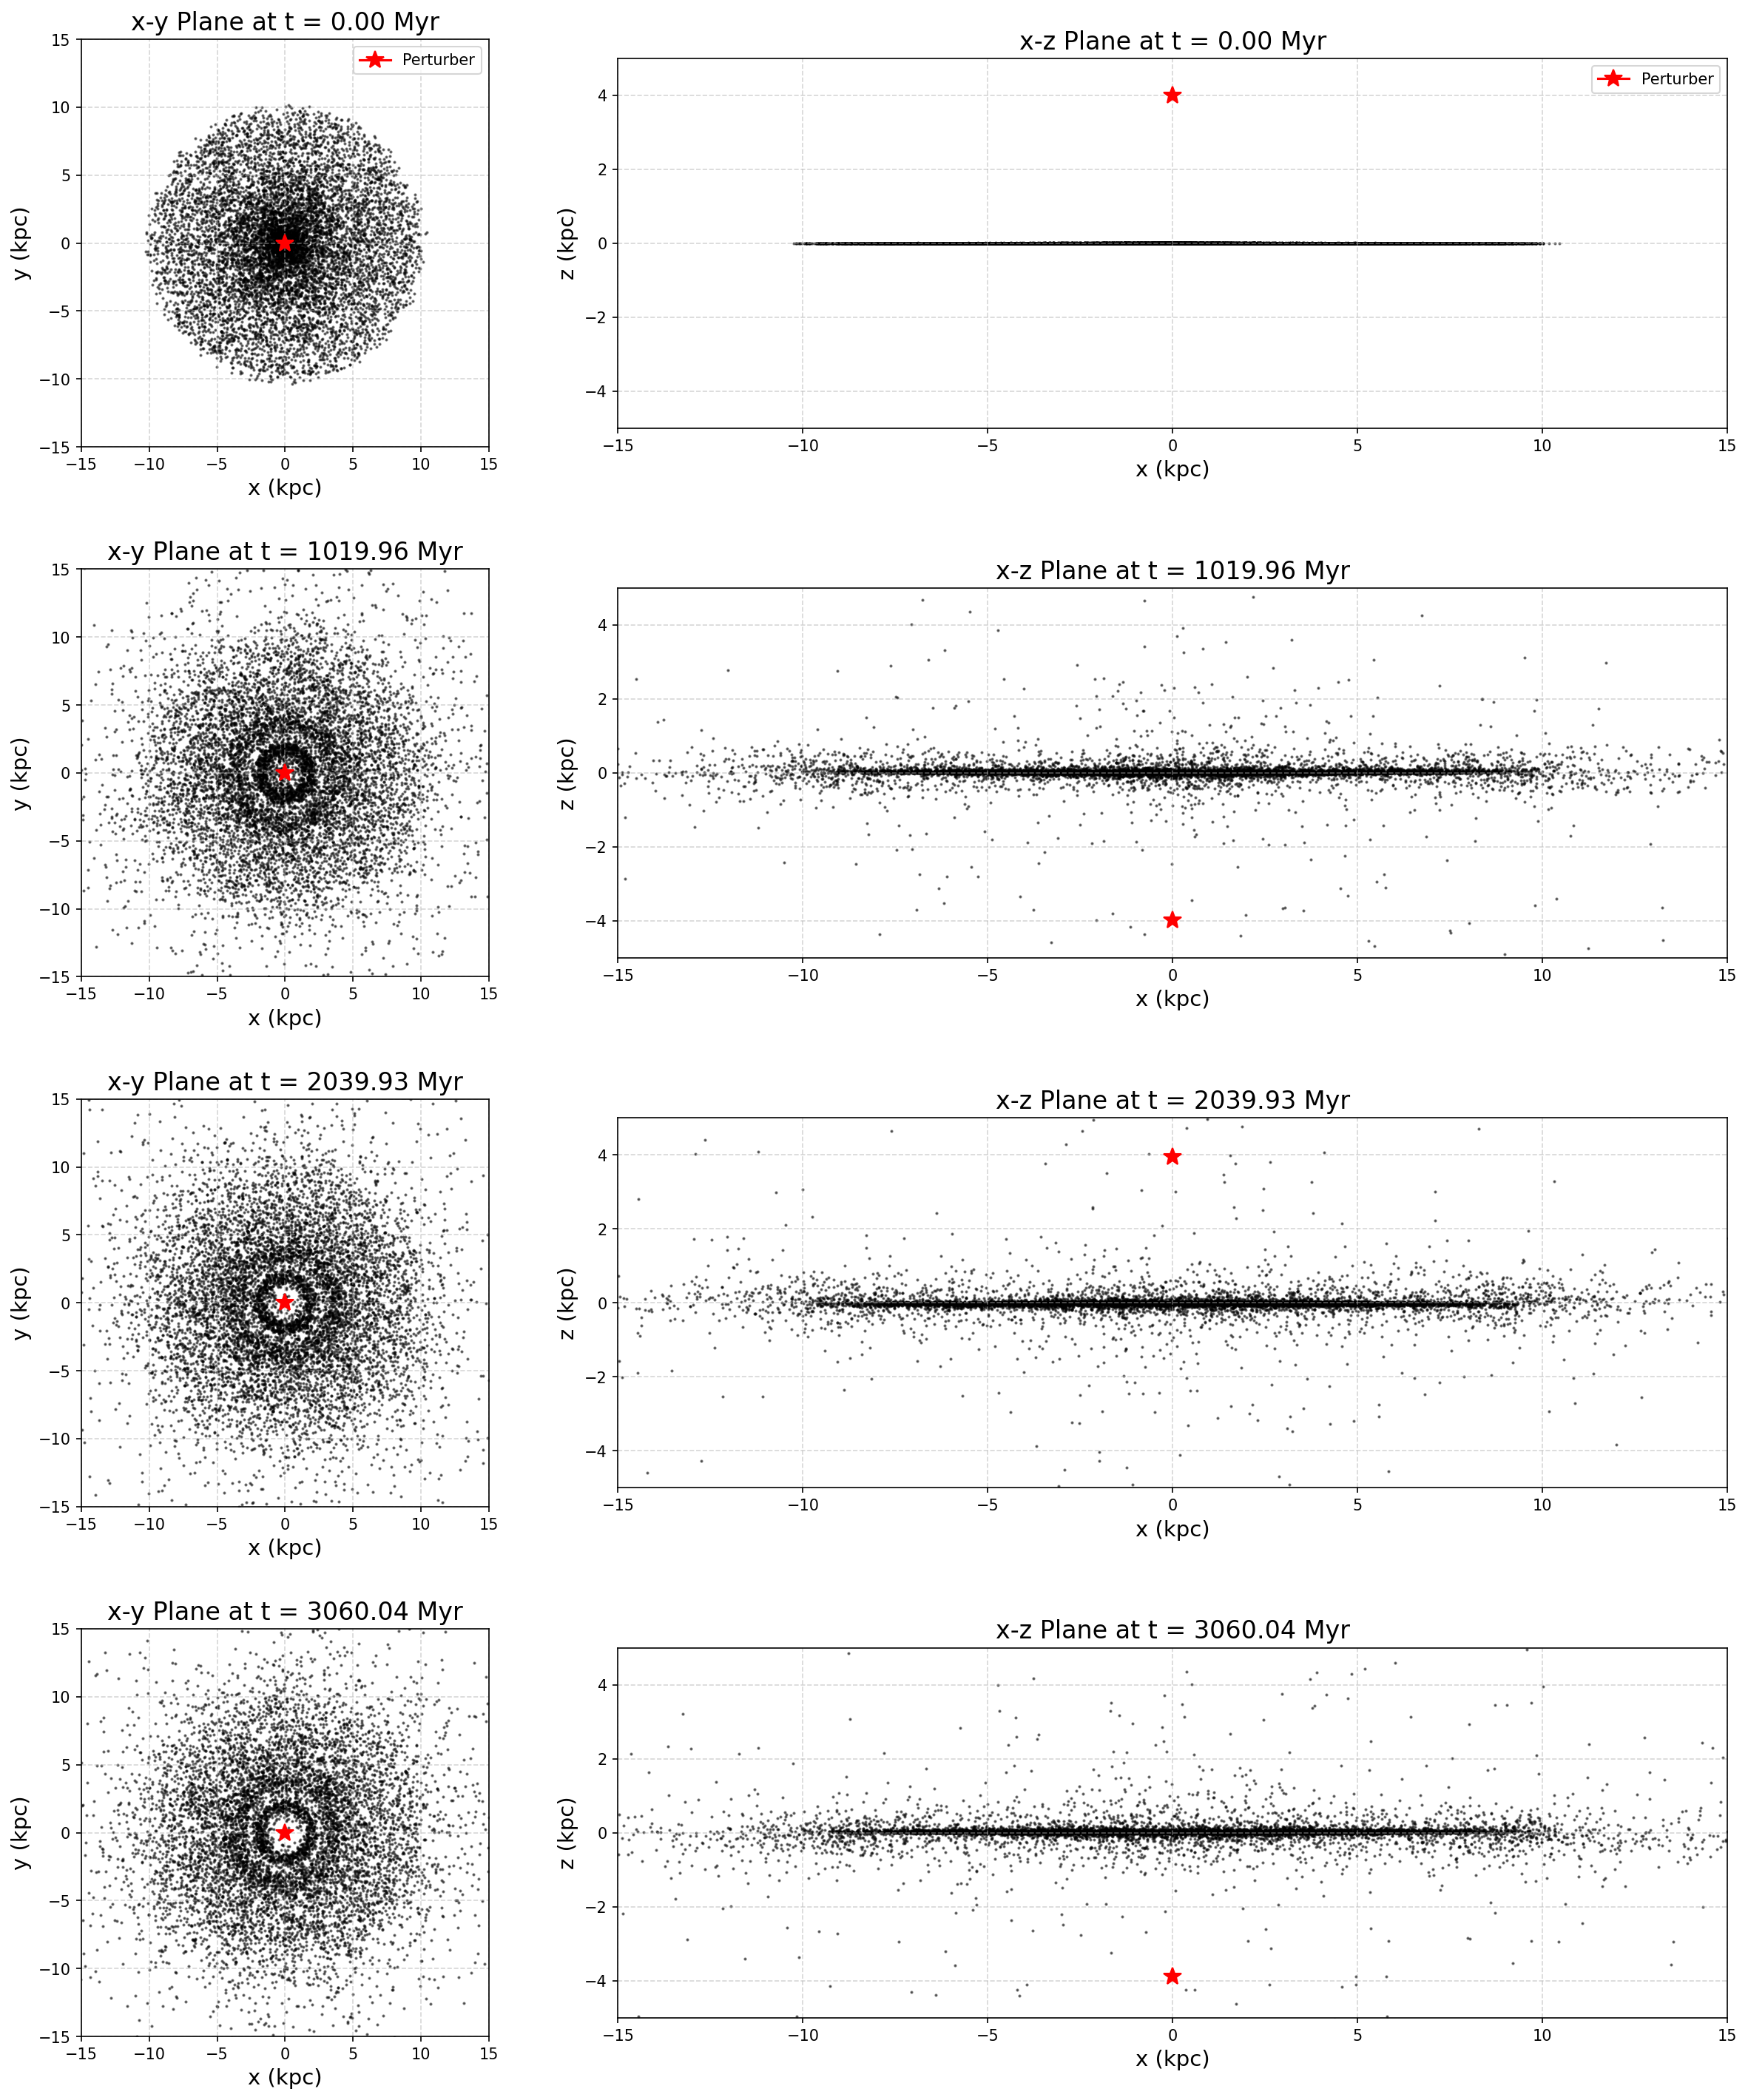 x-y Plane at t = 0.00 Myr
15
10
5
0
−5
−10
−15
y (kpc)
Perturber
−15 −10 −5 0 5 10 15
x (kpc)
x-z Plane at t = 0.00 Myr
4
2
0
−2
−4
z (kpc)
Perturber
−15 −10 −5 0 5 10 15
x (kpc)
x-y Plane at t = 1019.96 Myr
15
10
5
0
−5
−10
−15
y (kpc)
−15 −10 −5 0 5 10 15
x (kpc)
x-z Plane at t = 1019.96 Myr
4
2
0
−2
−4
z (kpc)
−15 −10 −5 0 5 10 15
x (kpc)
x-y Plane at t = 2039.93 Myr
15
10
5
0
−5
−10
−15
y (kpc)
−15 −10 −5 0 5 10 15
x (kpc)
x-z Plane at t = 2039.93 Myr
4
2
0
−2
−4
z (kpc)
−15 −10 −5 0 5 10 15
x (kpc)
x-y Plane at t = 3060.04 Myr
15
10
5
0
−5
−10
−15
y (kpc)
−15 −10 −5 0 5 10 15
x (kpc)
x-z Plane at t = 3060.04 Myr
4
2
0
−2
−4
z (kpc)
−15 −10 −5 0 5 10 15
x (kpc)